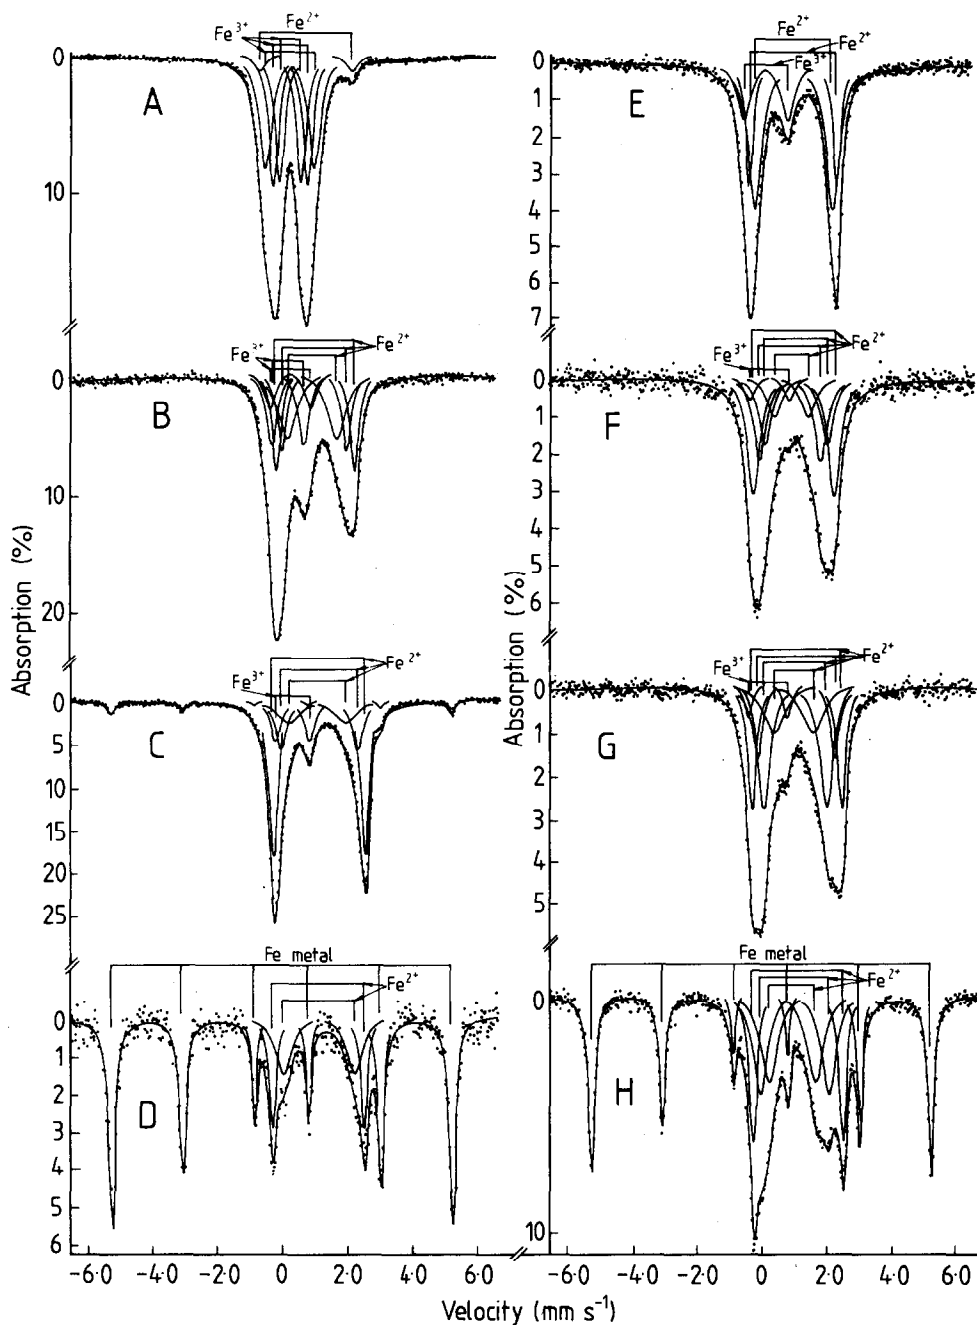 Fe³⁺ Fe²⁺
0
A
10
Fe³⁺ Fe²⁺
0
B
10
20
Fe³⁺ Fe²⁺
0
C
5
10
15
20
25
Fe metal
Fe²⁺
0
1
2
D
3
4
5
6
Absorption (%)
-6·0 -4·0 -2·0 0 2·0 4·0 6·0
Fe²⁺
Fe²⁺
Fe³⁺
0
E
1
2
3
4
5
6
7
Fe³⁺ Fe²⁺
0
F
1
2
3
4
5
6
Fe³⁺ Fe²⁺
0
G
1
2
3
4
5
Fe metal
Fe²⁺
0
H
10
Absorption (%)
-6·0 -4·0 -2·0 0 2·0 4·0 6·0
Velocity (mm s⁻¹)